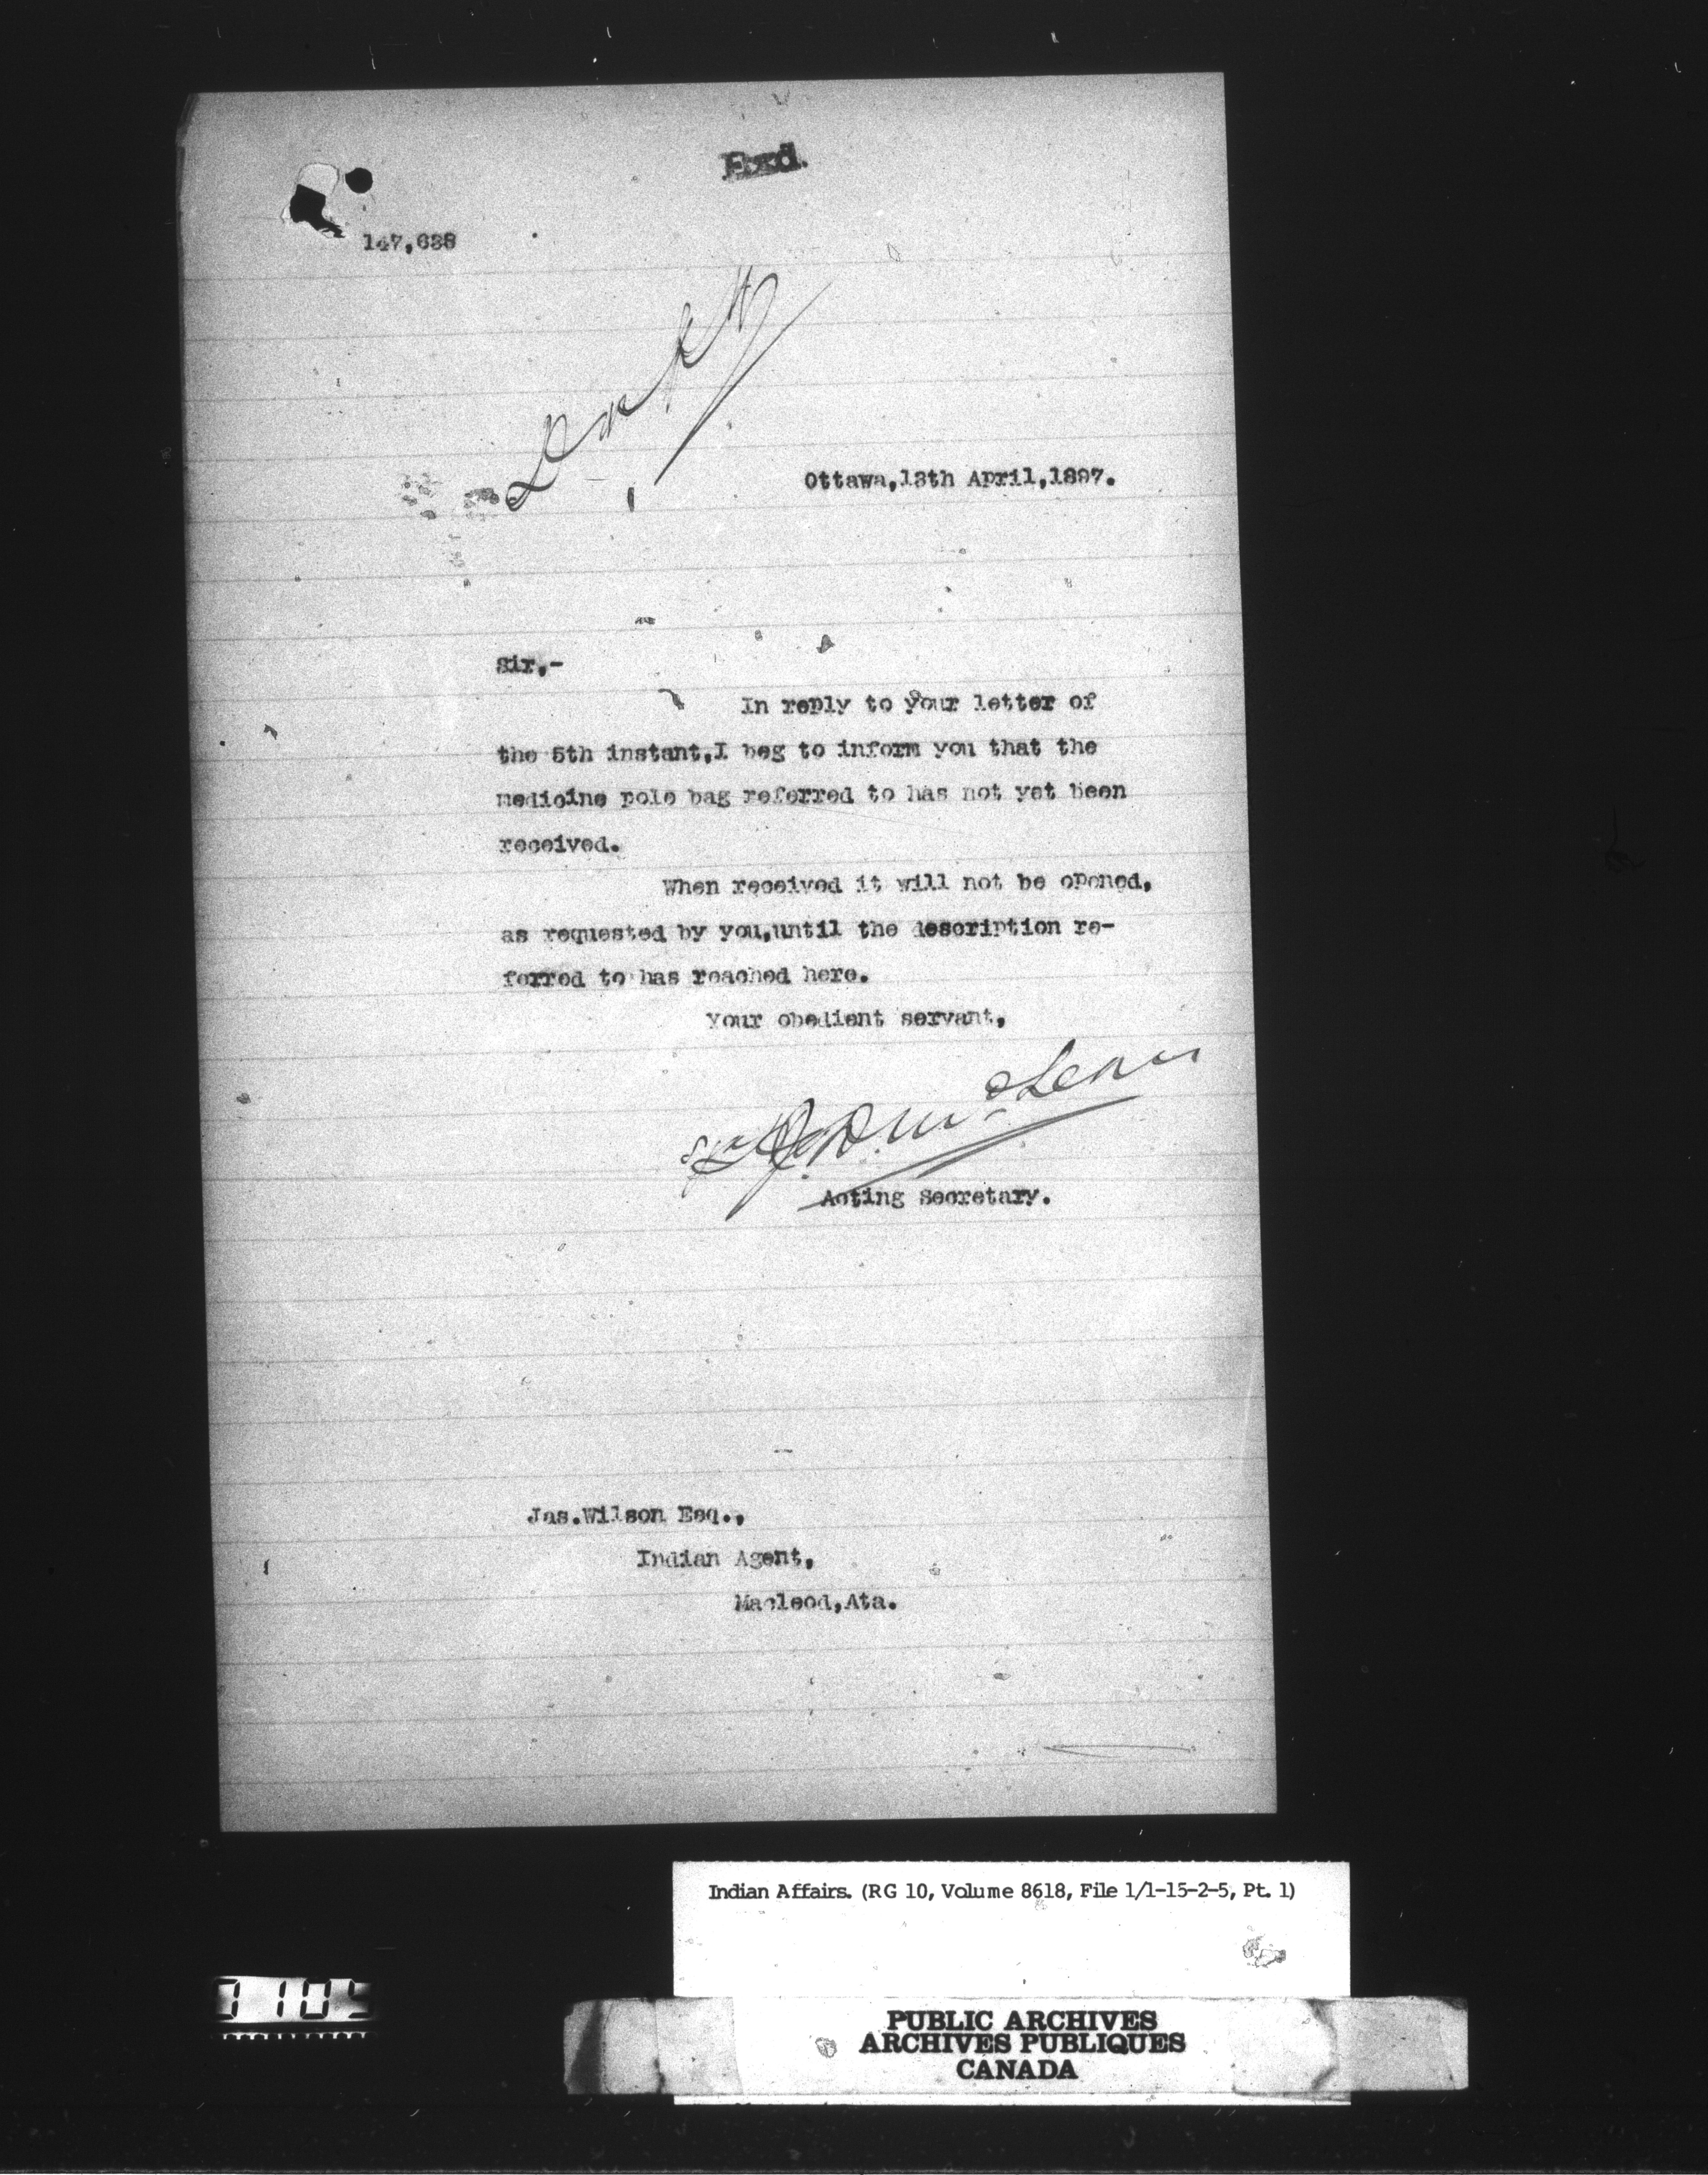 147,638
Ottawa,13th April,1897.
Sir,-
In reply to your letter of
the 5th instant,I beg to inform you that the
medicine pole bag referred to has not yet been
received.
When received it will not be opened,
as requested by you,until the description re-
ferred to has reached here.
Your obedient servant,
J.D. McLean
Acting Secretary.
Jas.Wilson Esq.,
Indian Agent,
Macleod,Ata.
Indian Affairs. (RG 10, Volume 8618, File 1/1-15-2-5, Pt. 1)
PUBLIC ARCHIVES
ARCHIVES PUBLIQUES
CANADA